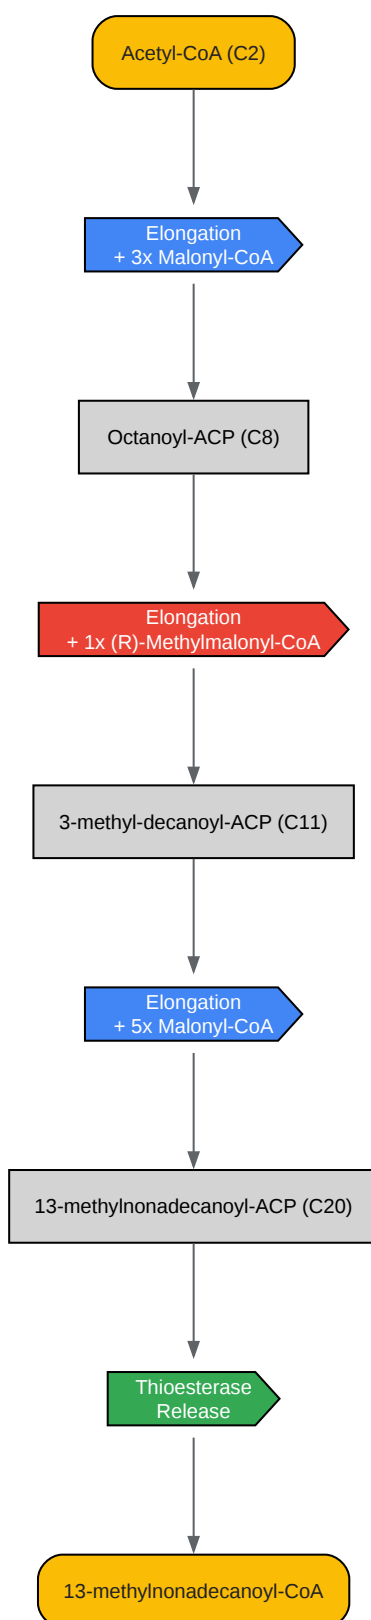 Acetyl-CoA (C2)
Elongation
+ 3x Malonyl-CoA
Octanoyl-ACP (C8)
Elongation
+ 1x (R)-Methylmalonyl-CoA
3-methyl-decanoyl-ACP (C11)
Elongation
+ 5x Malonyl-CoA
13-methylnonadecanoyl-ACP (C20)
Thioesterase
Release
13-methylnonadecanoyl-CoA